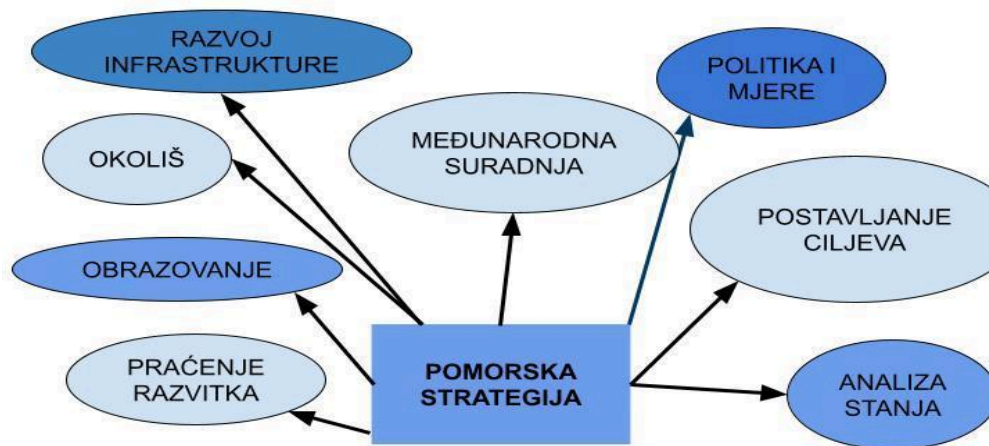 RAZVOJ
INFRASTRUKTURE
POLITIKA I
MJERE
MEĐUNARODNA
SURADNJA
OKOLIŠ
POSTAVLJANJE
CILJEVA
OBRAZOVANJE
PRAĆENJE
RAZVITKA
POMORSKA
STRATEGIJA
ANALIZA
STANJA